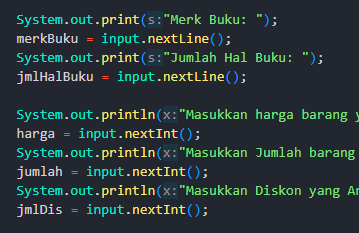 System.out.print(s:"Merk Buku: ");
merkBuku = input.nextLine();
System.out.print(s:"Jumlah Hal Buku: ");
jmlHalBuku = input.nextLine();
System.out.println(x:"Masukkan harga barang y
harga = input.nextInt();
System.out.println(x:"Masukkan Jumlah barang
jumlah = input.nextInt();
System.out.println(x:"Masukkan Diskon yang An
jmlDis = input.nextInt();